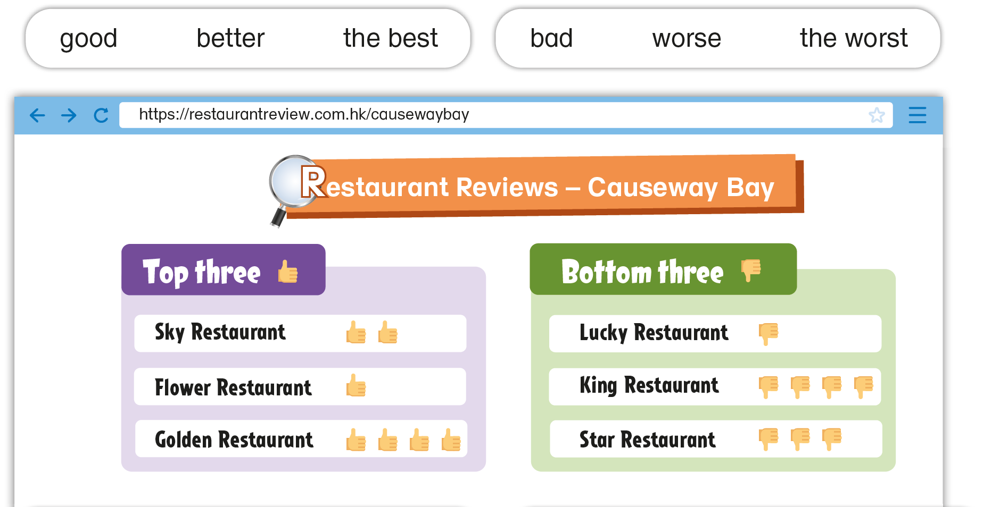 good better the best
bad worse the worst
https://restaurantreview.com.hk/causewaybay
Restaurant Reviews – Causeway Bay
Top three
Sky Restaurant
Flower Restaurant
Golden Restaurant
Bottom three
Lucky Restaurant
King Restaurant
Star Restaurant